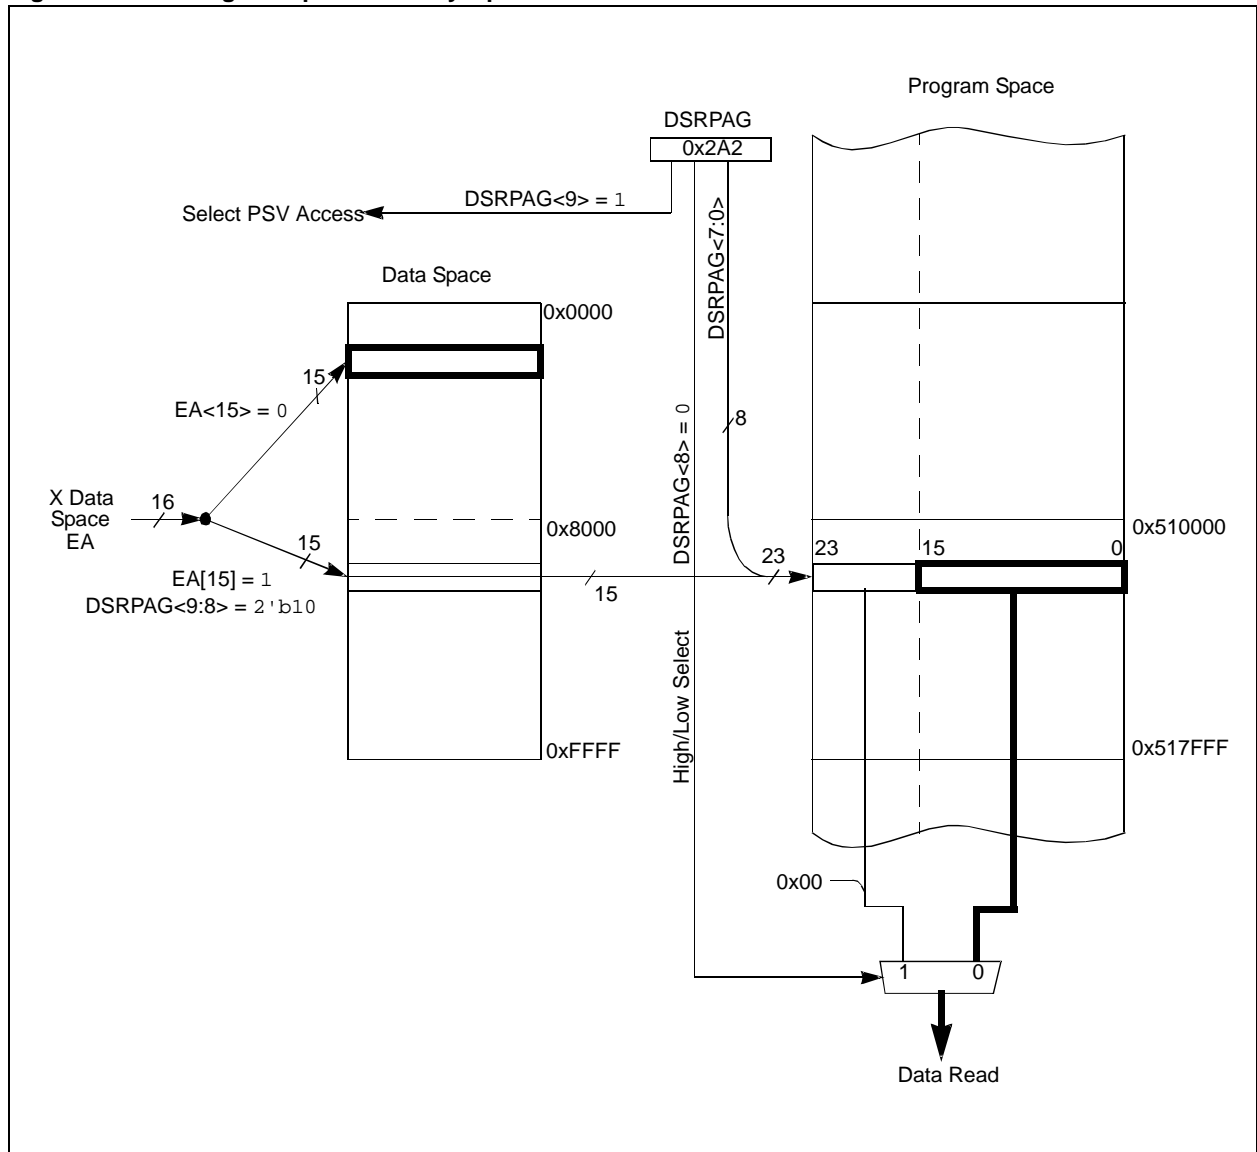 Program Space
DSRPAG
0x2A2
DSRPAG<9> = 1
Select PSV Access
DSRPAG<7:0>
Data Space
0x0000
15
EA<15> = 0
DSRPAG<8> = 0
8
X Data
Space
EA
16
0x8000
0x510000
15
23
23
15
0
EA[15] = 1
DSRPAG<9:8> = 2'b10
15
High/Low Select
0xFFFF
0x517FFF
0x00
1
0
Data Read